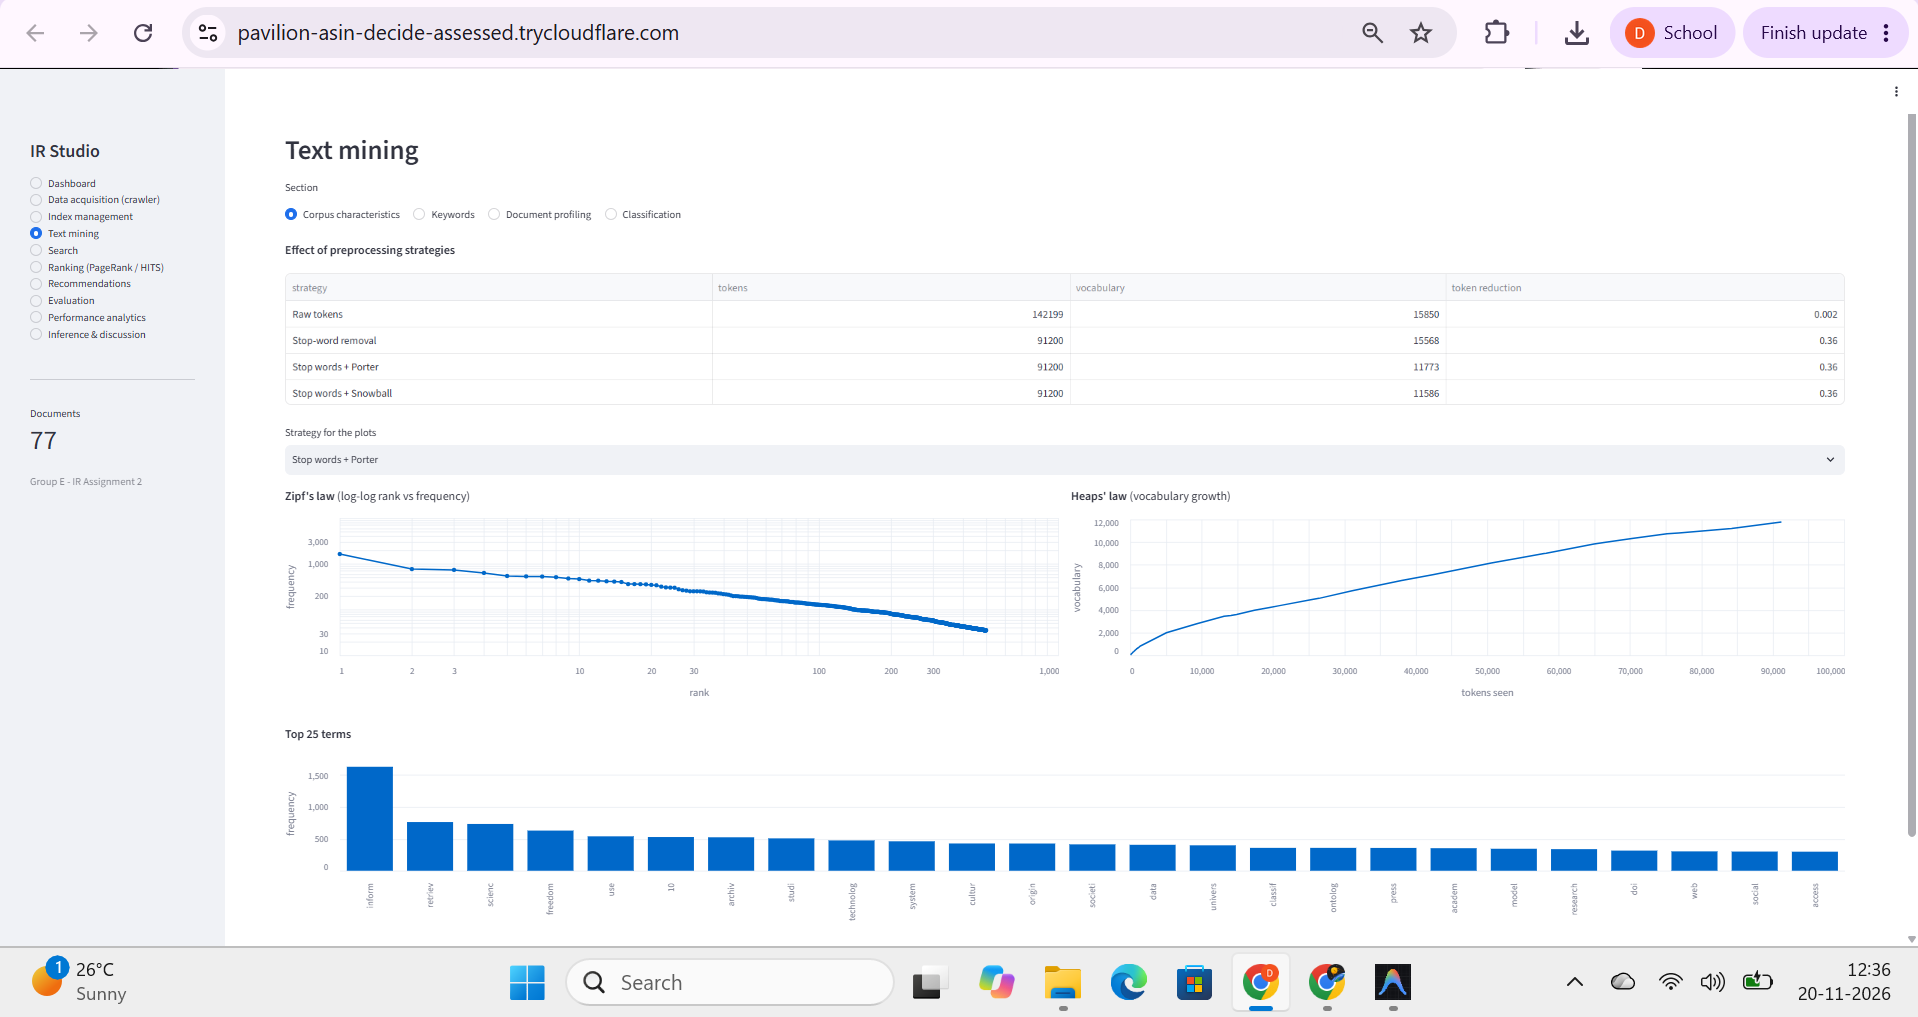 pavilion-asin-decide-assessed.trycloudflare.com
D School
Finish update
IR Studio
Dashboard
Data acquisition (crawler)
Index management
Text mining
Search
Ranking (PageRank / HITS)
Recommendations
Evaluation
Performance analytics
Inference & discussion
Documents
77
Group E - IR Assignment 2
Text mining
Section
Corpus characteristics Keywords Document profiling Classification
Effect of preprocessing strategies
strategy tokens vocabulary token reduction
Raw tokens 142199 15850 0.002
Stop-word removal 91200 15568 0.36
Stop words + Porter 91200 11773 0.36
Stop words + Snowball 91200 11586 0.36
Strategy for the plots
Stop words + Porter
Zipf's law (log-log rank vs frequency)
frequency
3,000
1,000
200
30
10
1 2 3 10 20 30 100 200 300 1,000
rank
Heaps' law (vocabulary growth)
vocabulary
12,000
10,000
8,000
6,000
4,000
2,000
0
0 10,000 20,000 30,000 40,000 50,000 60,000 70,000 80,000 90,000 100,000
tokens seen
Top 25 terms
frequency
1,500
1,000
500
0
inform retriev scienc freedom use 10 archiv studi technolog system cultur origin societi data univers classif ontolog press academ model research doi web social access
1
26°C
Sunny
Search
D
12:36
20-11-2026